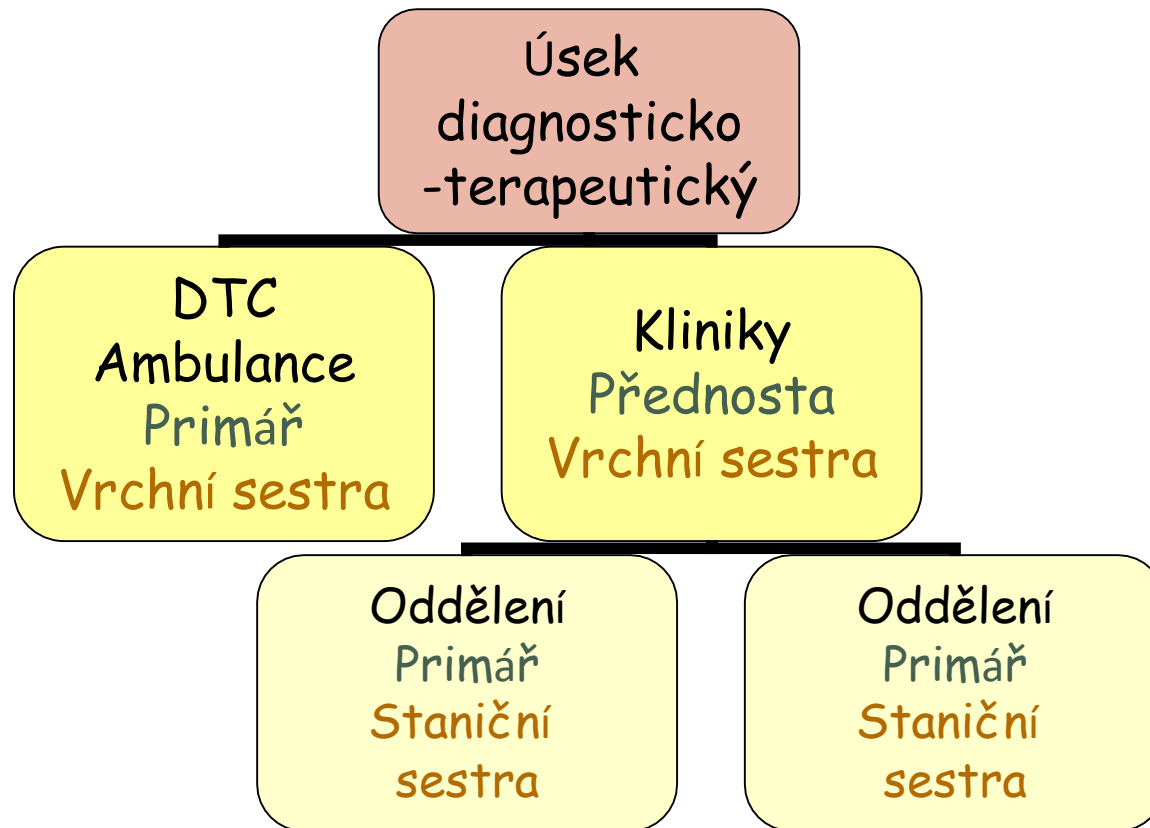 Úsek
diagnosticko
-terapeutický
DTC
Ambulance
Primář
Vrchní sestra
Kliniky
Přednosta
Vrchní sestra
Oddělení
Primář
Staniční
sestra
Oddělení
Primář
Staniční
sestra